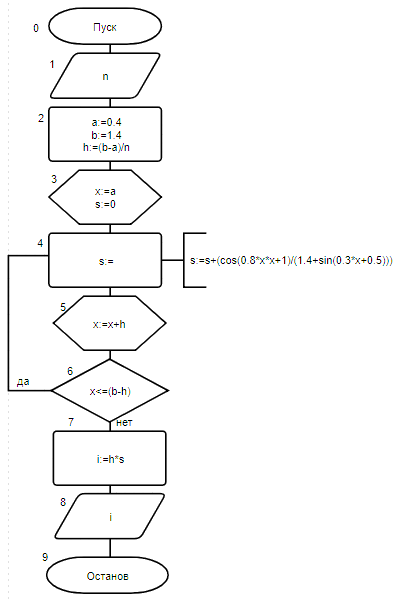 0
Пуск
1
n
2
a:=0.4
b:=1.4
h:=(b-a)/n
3
x:=a
s:=0
4
s:=
s:=s+(cos(0.8*x*x+1)/(1.4+sin(0.3*x+0.5)))
5
x:=x+h
6
x<=(b-h)
да
нет
7
i:=h*s
8
i
9
Останов